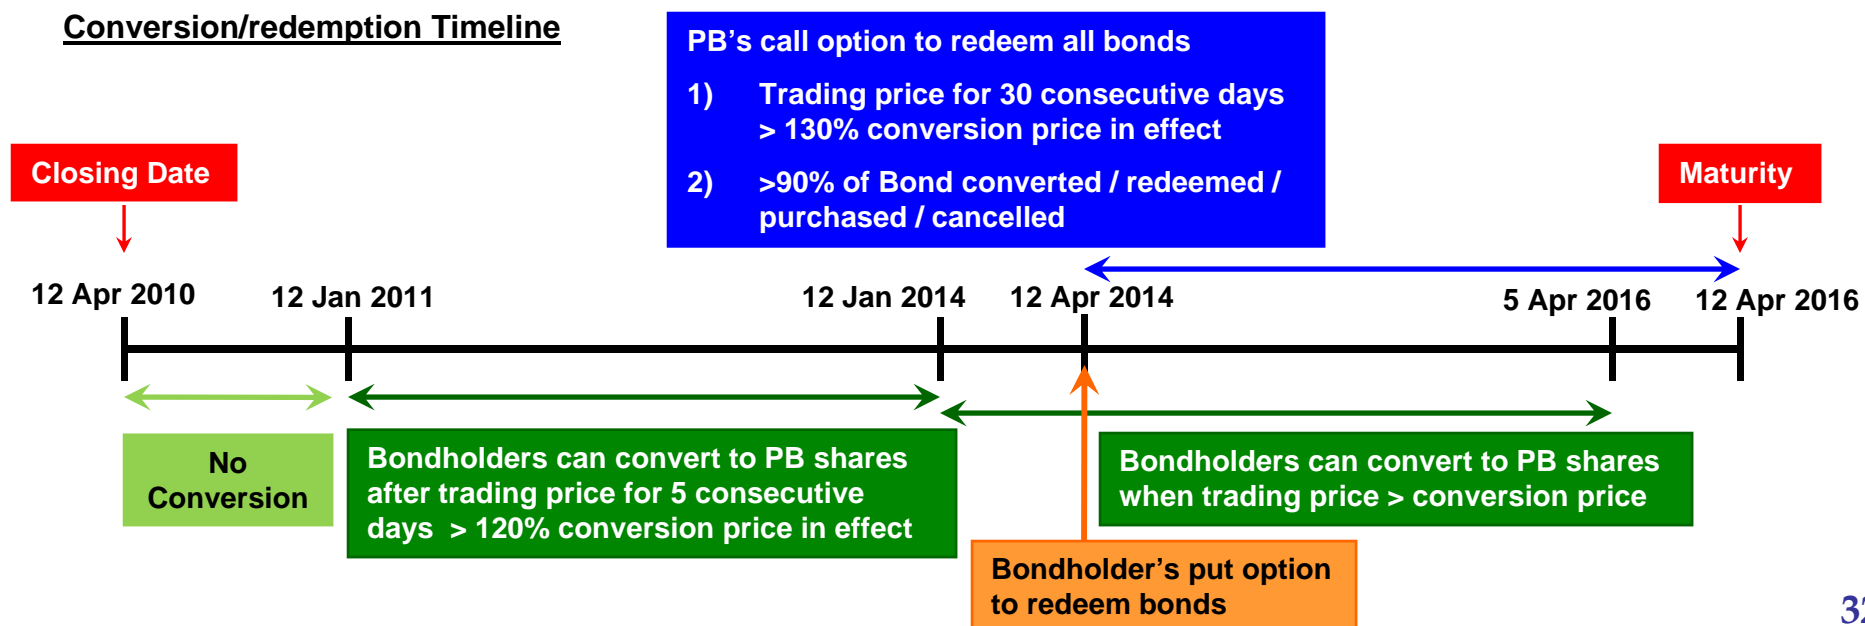 Conversion/redemption Timeline
PB’s call option to redeem all bonds
1) Trading price for 30 consecutive days
> 130% conversion price in effect
2) >90% of Bond converted / redeemed /
purchased / cancelled
Closing Date
Maturity
12 Apr 2010
12 Jan 2011
12 Jan 2014
12 Apr 2014
5 Apr 2016
12 Apr 2016
No
Conversion
Bondholders can convert to PB shares
after trading price for 5 consecutive
days > 120% conversion price in effect
Bondholders can convert to PB shares
when trading price > conversion price
Bondholder’s put option
to redeem bonds
32